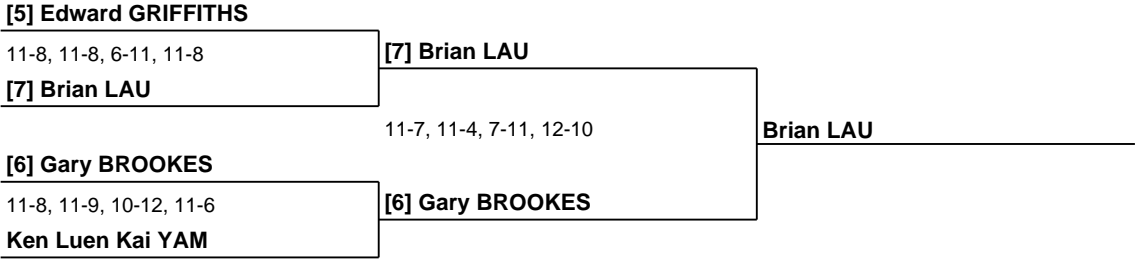 [5] Edward GRIFFITHS
11-8, 11-8, 6-11, 11-8
[7] Brian LAU
[7] Brian LAU
11-7, 11-4, 7-11, 12-10
Brian LAU
[6] Gary BROOKES
11-8, 11-9, 10-12, 11-6
[6] Gary BROOKES
Ken Luen Kai YAM